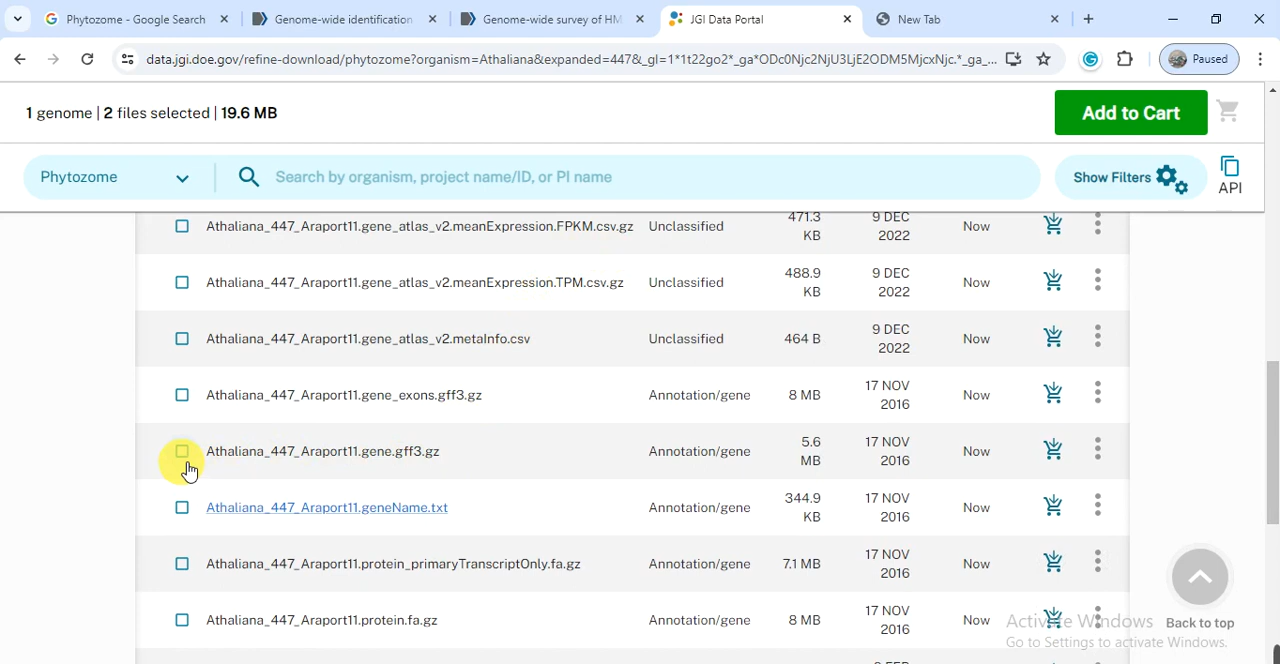 Phytozome - Google Search
Genome-wide identification
Genome-wide survey of HM
JGI Data Portal
New Tab
data.jgi.doe.gov/refine-download/phytozome?organism=Athaliana&expanded=447&_gl=1*1t22go2*_ga*ODc0Njc2NjU3LjE2ODM5MjcxNjc.*_ga_...
Paused
1 genome | 2 files selected | 19.6 MB
Add to Cart
Phytozome
Search by organism, project name/ID, or PI name
Show Filters
API
Athaliana_447_Araport11.gene_atlas_v2.meanExpression.FPKM.csv.gz Unclassified 471.3 KB 9 DEC 2022 Now
Athaliana_447_Araport11.gene_atlas_v2.meanExpression.TPM.csv.gz Unclassified 488.9 KB 9 DEC 2022 Now
Athaliana_447_Araport11.gene_atlas_v2.metaInfo.csv Unclassified 464 B 9 DEC 2022 Now
Athaliana_447_Araport11.gene_exons.gff3.gz Annotation/gene 8 MB 17 NOV 2016 Now
Athaliana_447_Araport11.gene.gff3.gz Annotation/gene 5.6 MB 17 NOV 2016 Now
Athaliana_447_Araport11.geneName.txt Annotation/gene 344.9 KB 17 NOV 2016 Now
Athaliana_447_Araport11.protein_primaryTranscriptOnly.fa.gz Annotation/gene 7.1 MB 17 NOV 2016 Now
Athaliana_447_Araport11.protein.fa.gz Annotation/gene 8 MB 17 NOV 2016 Now
Back to top
Activate Windows
Go to Settings to activate Windows.